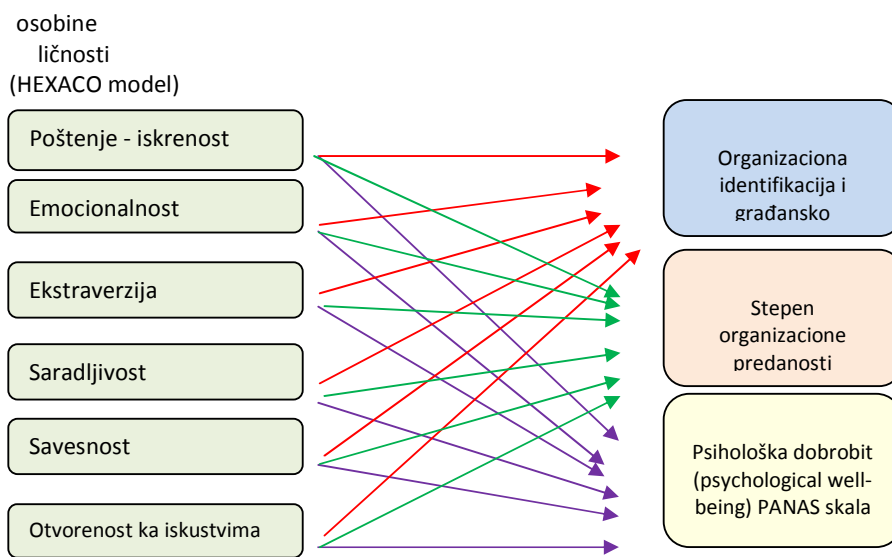 osobine
ličnosti
(HEXACO model)
Poštenje - iskrenost
Emocionalnost
Ekstraverzija
Saradljivost
Savesnost
Otvorenost ka iskustvima
Organizaciona
identifikacija i
građansko
Stepen
organizacione
predanosti
Psihološka dobrobit
(psychological well-
being) PANAS skala